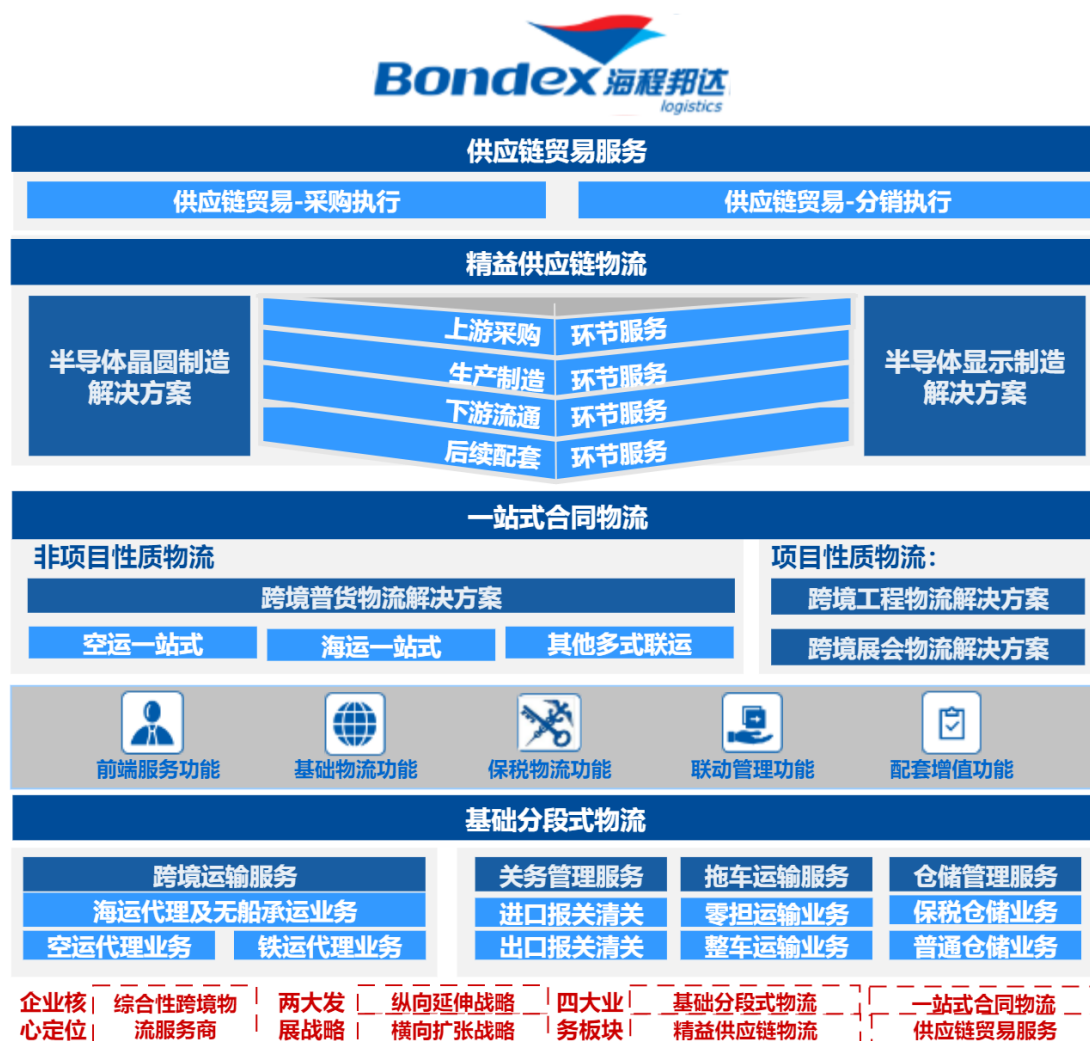 Bondex 海程邦达
logistics
供应链贸易服务
供应链贸易-采购执行
供应链贸易-分销执行
精益供应链物流
半导体晶圆制造
解决方案
上游采购 环节服务
生产制造 环节服务
下游流通 环节服务
后续配套 环节服务
半导体显示制造
解决方案
一站式合同物流
非项目性质物流
跨境普货物流解决方案
空运一站式
海运一站式
其他多式联运
项目性质物流：
跨境工程物流解决方案
跨境展会物流解决方案
前端服务功能
基础物流功能
保税物流功能
联动管理功能
配套增值功能
基础分段式物流
跨境运输服务
海运代理及无船承运业务
空运代理业务
铁运代理业务
关务管理服务
进口报关清关
出口报关清关
拖车运输服务
零担运输业务
整车运输业务
仓储管理服务
保税仓储业务
普通仓储业务
企业核
心定位
综合性跨境物
流服务商
两大发
展战略
纵向延伸战略
横向扩张战略
四大业
务板块
基础分段式物流
精益供应链物流
一站式合同物流
供应链贸易服务